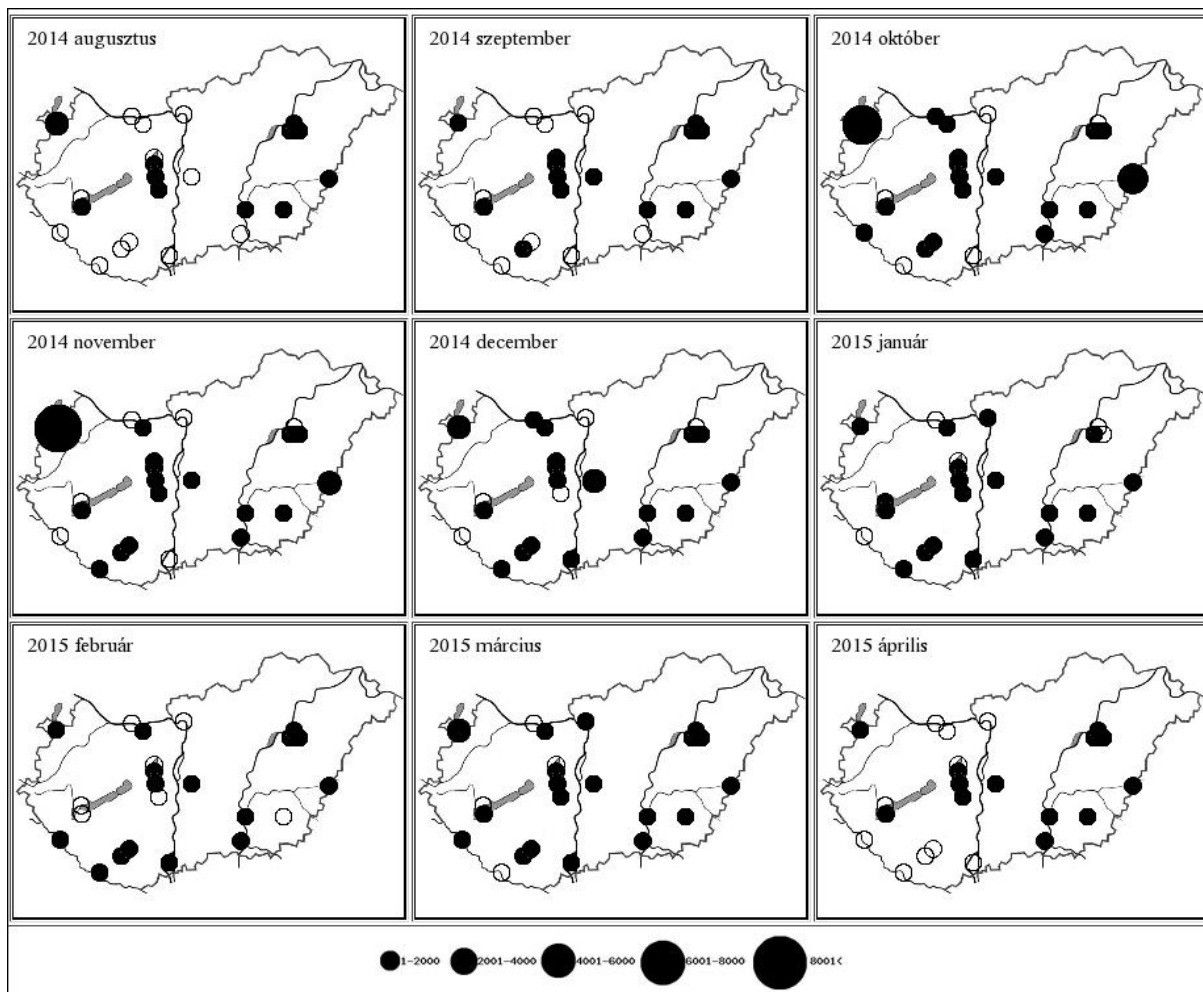 2014 augusztus
2014 szeptember
2014 október
2014 november
2014 december
2015 január
2015 február
2015 március
2015 április
1-2000
2001-4000
4001-6000
6001-8000
8001<